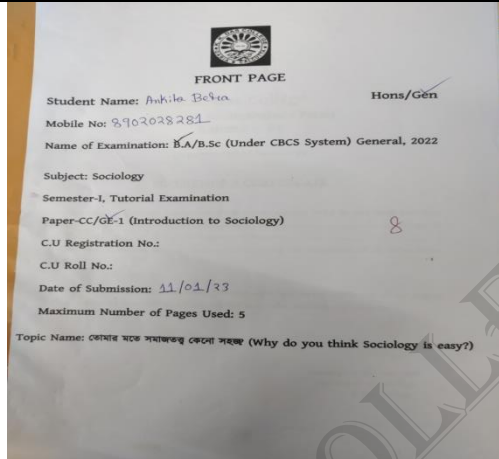 FRONT PAGE
Student Name: Ankita Behra
Hons/Gen
Mobile No: 8902028281
Name of Examination: B.A/B.Sc (Under CBCS System) General, 2022
Subject: Sociology
Semester-I, Tutorial Examination
Paper-CC/GE-1 (Introduction to Sociology)
8
C.U Registration No.:
C.U Roll No.:
Date of Submission: 11/01/23
Maximum Number of Pages Used: 5
Topic Name: তোমার মতে সমাজতত্ত্ব কেনো সহজ (Why do you think Sociology is easy?)
OLLE